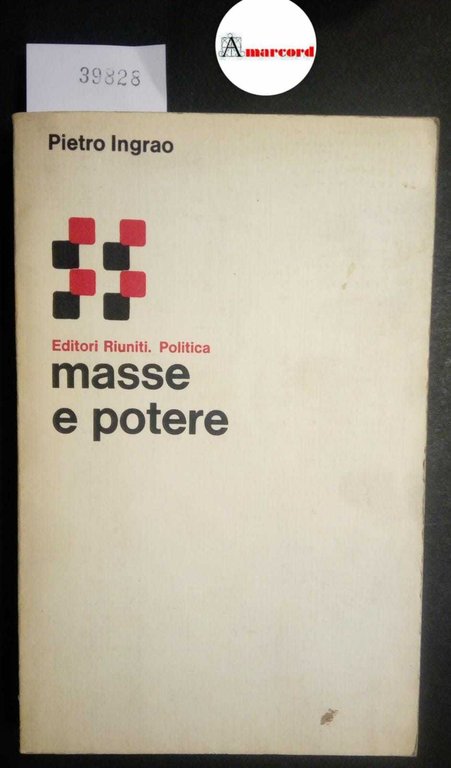 Amarcord
39828
Pietro Ingrao
Editori Riuniti. Politica
masse
e potere